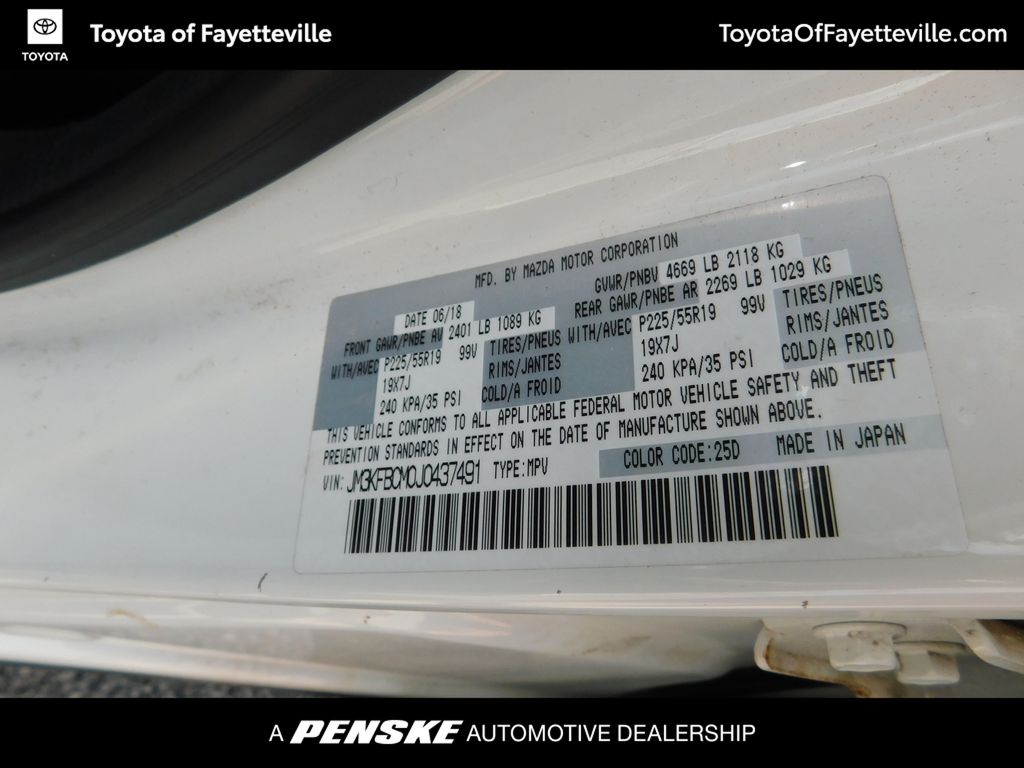 TOYOTA
Toyota of Fayetteville
ToyotaOfFayetteville.com
MFD. BY MAZDA MOTOR CORPORATION
DATE 06/18
GVWR/PNBV 4669 LB 2118 KG
FRONT GAWR/PNBE AV 2401 LB 1089 KG
REAR GAWR/PNBE AR 2269 LB 1029 KG
WITH/AVEC P225/55R19 99V TIRES/PNEUS
19X7J RIMS/JANTES
240 KPA/35 PSI COLD/A FROID
WITH/AVEC P225/55R19 99V TIRES/PNEUS
19X7J RIMS/JANTES
240 KPA/35 PSI COLD/A FROID
THIS VEHICLE CONFORMS TO ALL APPLICABLE FEDERAL MOTOR VEHICLE SAFETY AND THEFT
PREVENTION STANDARDS IN EFFECT ON THE DATE OF MANUFACTURE SHOWN ABOVE.
VIN: JM3KFBCM0J0437491 TYPE:MPV
COLOR CODE:25D MADE IN JAPAN
A PENSKE AUTOMOTIVE DEALERSHIP